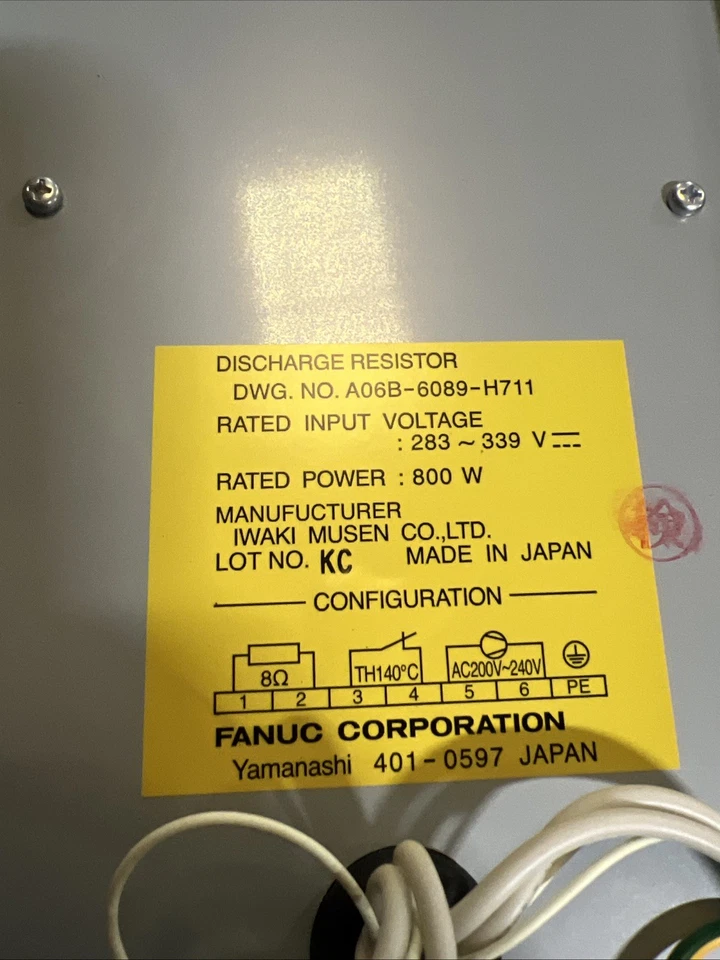 DISCHARGE RESISTOR
DWG. NO. A06B-6089-H711
RATED INPUT VOLTAGE
: 283 ~ 339 V
RATED POWER : 800 W
MANUFUCTURER
IWAKI MUSEN CO.,LTD.
LOT NO. KC MADE IN JAPAN
CONFIGURATION
8Ω TH140°C AC200V~240V
1 2 3 4 5 6 PE
FANUC CORPORATION
Yamanashi 401-0597 JAPAN
検